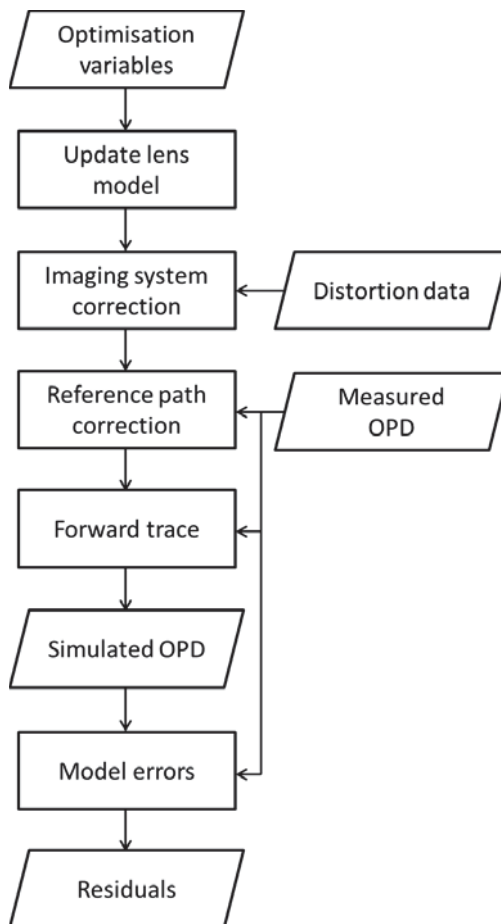 Optimisation
variables
Update lens
model
Imaging system
correction
Distortion data
Reference path
correction
Measured
OPD
Forward trace
Simulated OPD
Model errors
Residuals